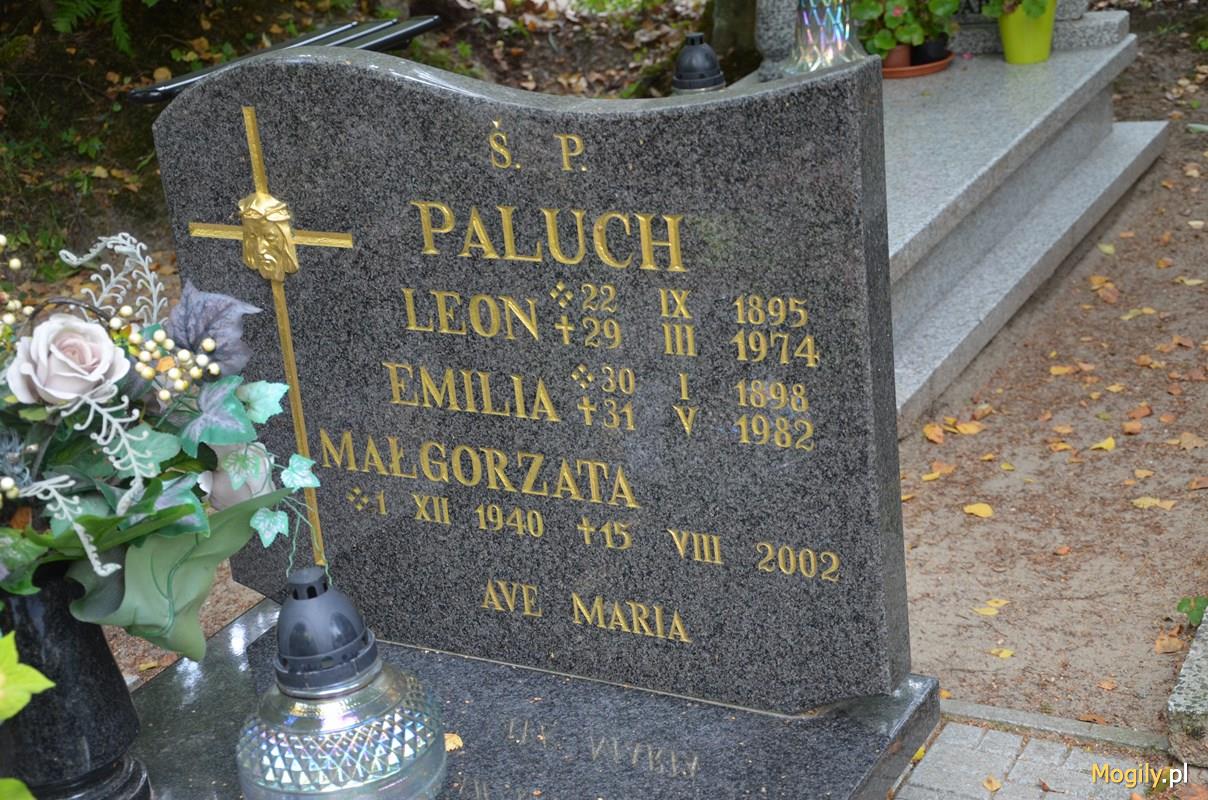 Ś. P.
PALUCH
LEON 22 IX 1895
✝ 29 III 1974
EMILIA 30 I 1898
✝ 31 V 1982
MAŁGORZATA
1 XII 1940 ✝ 15 VIII 2002
AVE MARIA
Mogily.pl